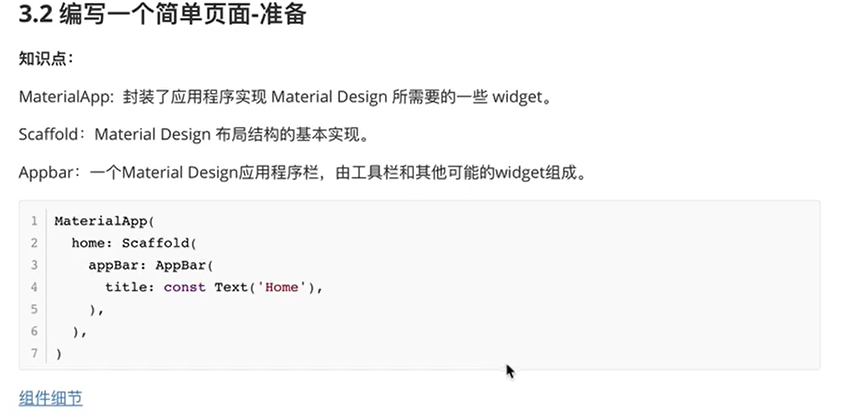 3.2 编写一个简单页面-准备
知识点：
MaterialApp: 封装了应用程序实现 Material Design 所需要的一些 widget。
Scaffold：Material Design 布局结构的基本实现。
Appbar：一个Material Design应用程序栏，由工具栏和其他可能的widget组成。
1 MaterialApp(
2   home: Scaffold(
3     appBar: AppBar(
4       title: const Text('Home'),
5     ),
6   ),
7 )
组件细节